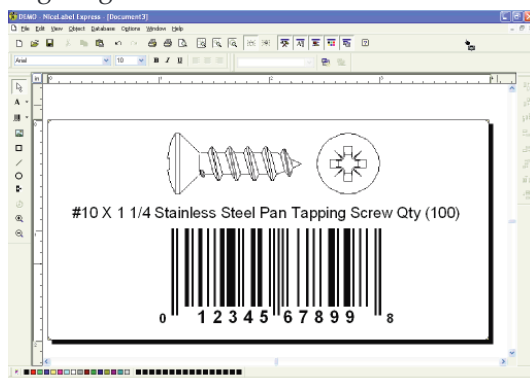 DEMO - NiceLabel Express - [Document3]
File Edit View Object Database Options Window Help
Arial 10 B I U
in
#10 X 1 1/4 Stainless Steel Pan Tapping Screw Qty (100)
0 12345 67899 8